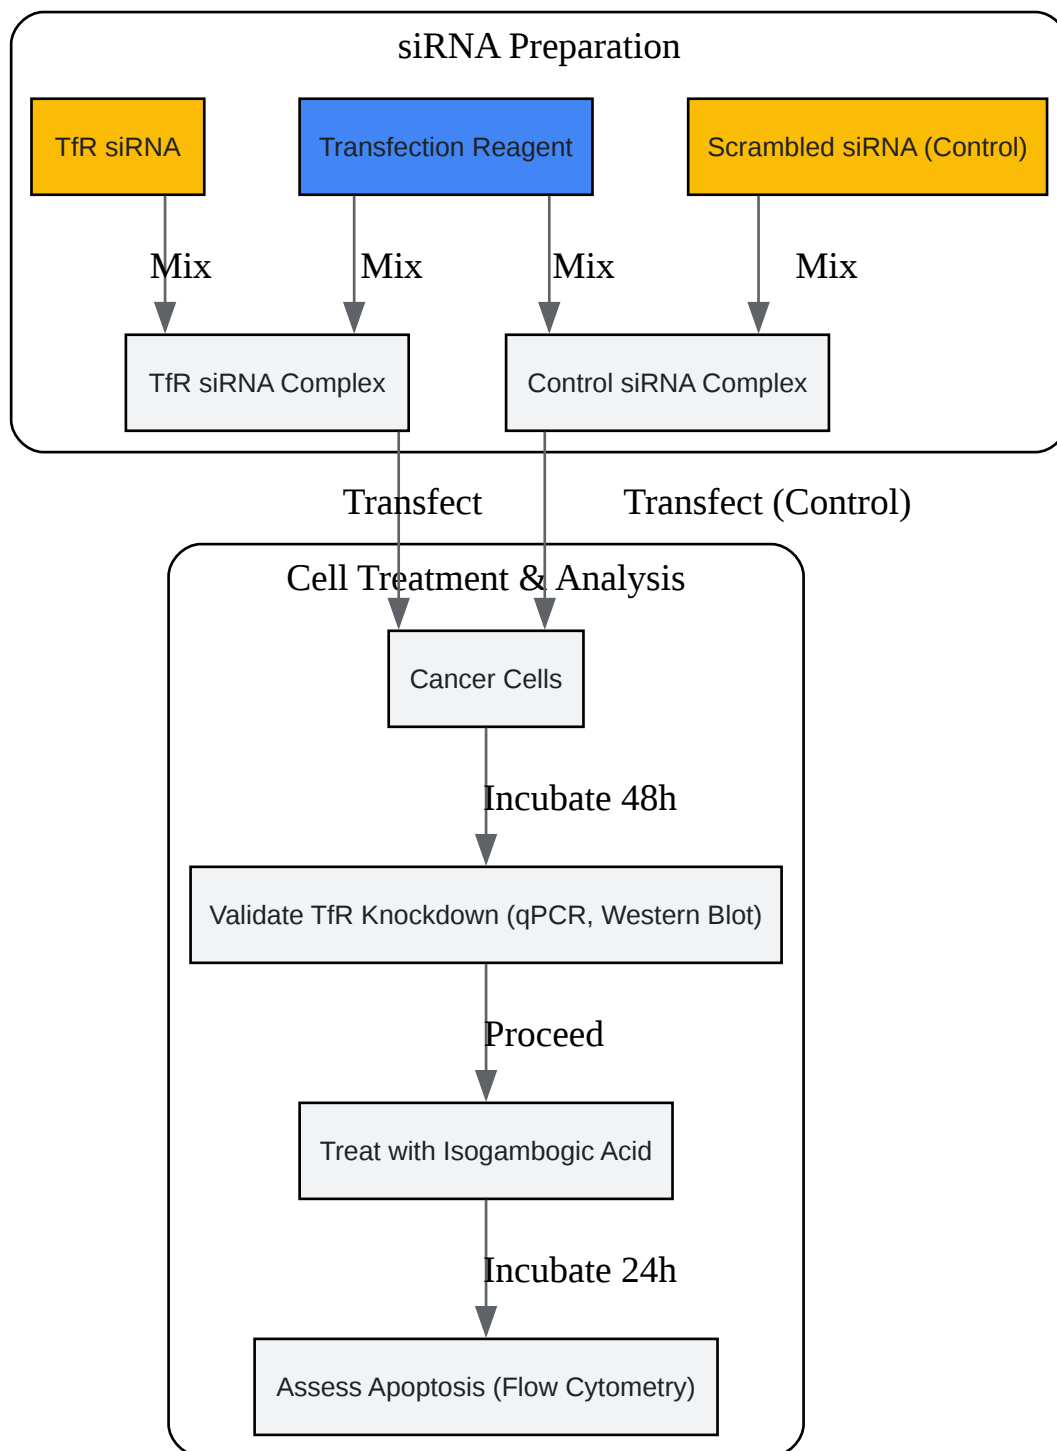 siRNA Preparation
TfR siRNA
Transfection Reagent
Scrambled siRNA (Control)
Mix
Mix
Mix
Mix
TfR siRNA Complex
Control siRNA Complex
Transfect
Transfect (Control)
Cell Treatment & Analysis
Cancer Cells
Incubate 48h
Validate TfR Knockdown (qPCR, Western Blot)
Proceed
Treat with Isogambogic Acid
Incubate 24h
Assess Apoptosis (Flow Cytometry)